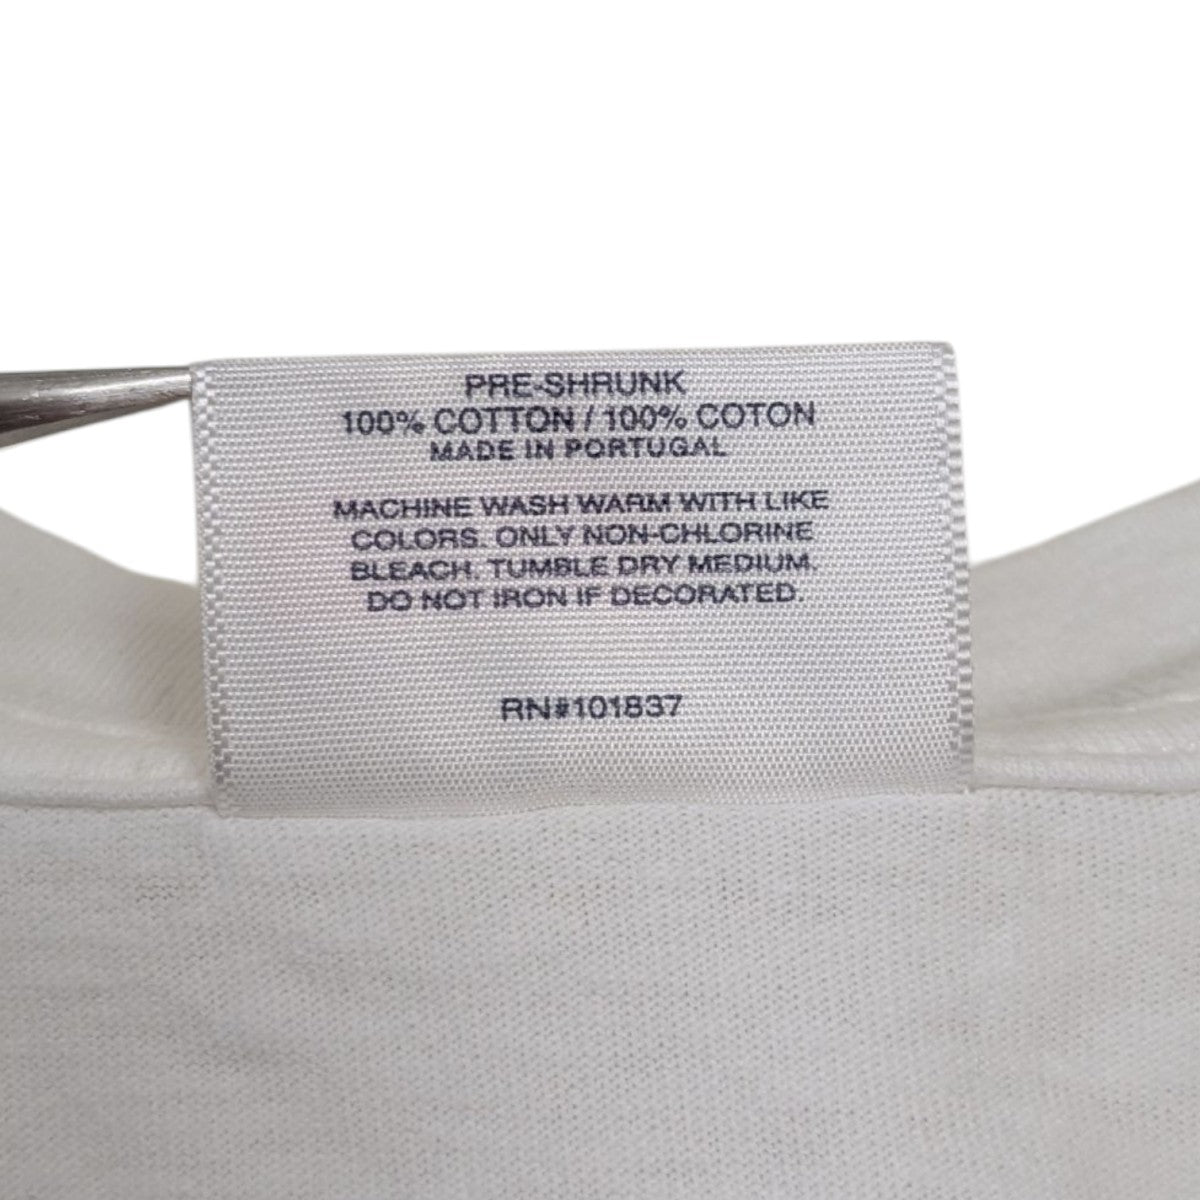 PRE-SHRUNK
100% COTTON / 100% COTON
MADE IN PORTUGAL
MACHINE WASH WARM WITH LIKE
COLORS. ONLY NON-CHLORINE
BLEACH. TUMBLE DRY MEDIUM.
DO NOT IRON IF DECORATED.
RN#101837